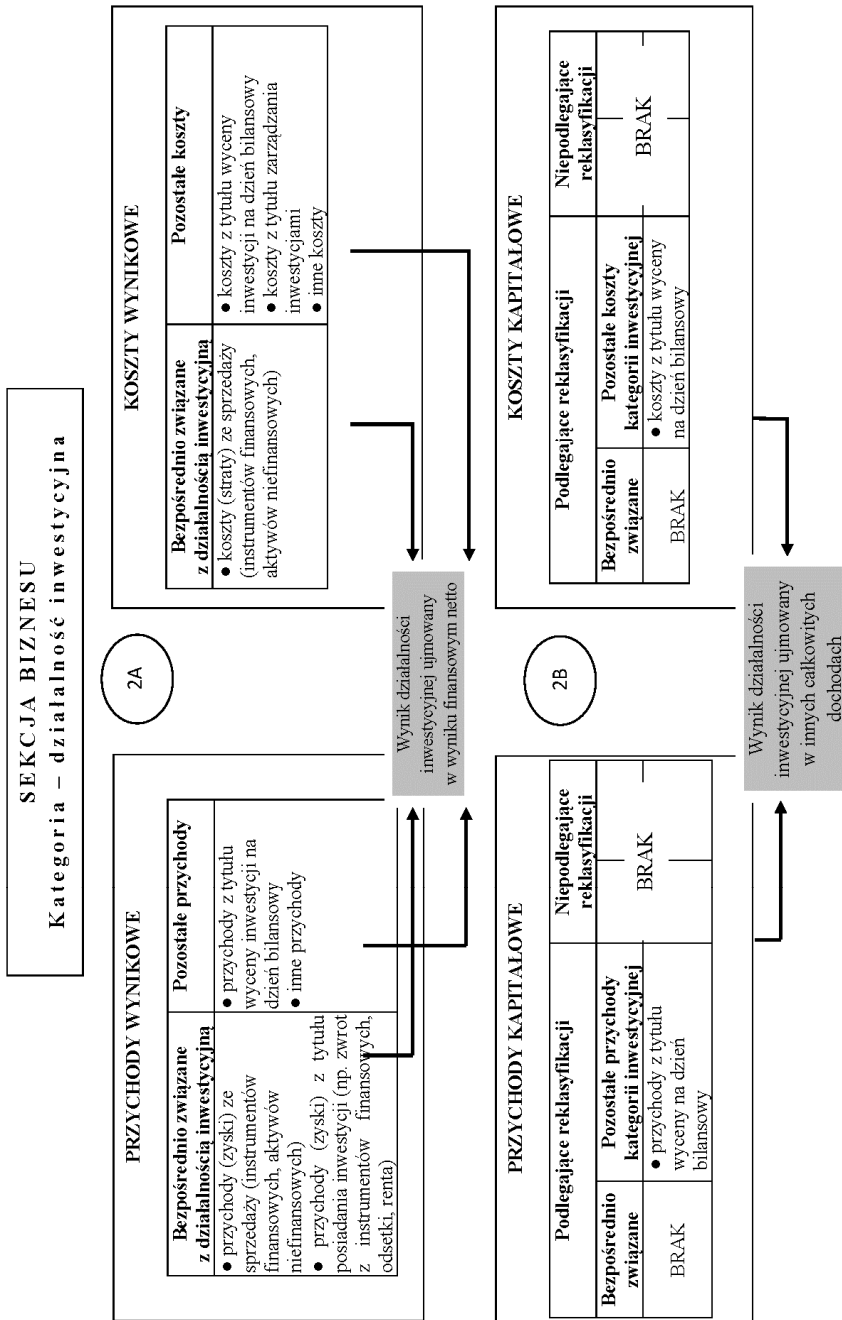 SEKCJA BIZNESU
Kategoria – działalność inwestycyjna
PRZYCHODY WYNIKOWE
Bezpośrednio związane
z działalnością inwestycyjną
Pozostałe przychody
● przychody (zyski) ze
sprzedaży (instrumentów
finansowych, aktywów
niefinansowych)
● przychody (zyski) z tytułu
posiadania inwestycji (np. zwrot
z instrumentów finansowych,
odsetki, renta)
● przychody z tytułu
wyceny inwestycji na
dzień bilansowy
● inne przychody
2A
Wynik działalności
inwestycyjnej ujmowany
w wyniku finansowym netto
KOSZTY WYNIKOWE
Bezpośrednio związane
z działalnością inwestycyjną
Pozostałe koszty
● koszty (straty) ze sprzedaży
(instrumentów finansowych,
aktywów niefinansowych)
● koszty z tytułu wyceny
inwestycji na dzień bilansowy
● koszty z tytułu zarządzania
inwestycjami
● inne koszty
PRZYCHODY KAPITAŁOWE
Podlegające reklasyfikacji
Niepodlegające
reklasyfikacji
Bezpośrednio
związane
Pozostałe przychody
kategorii inwestycyjnej
BRAK
● przychody z tytułu
wyceny na dzień
bilansowy
BRAK
2B
Wynik działalności
inwestycyjnej ujmowany
w innych całkowitych
dochodach
KOSZTY KAPITAŁOWE
Podlegające reklasyfikacji
Niepodlegające
reklasyfikacji
Bezpośrednio
związane
Pozostałe koszty
kategorii inwestycyjnej
BRAK
● koszty z tytułu wyceny
na dzień bilansowy
BRAK